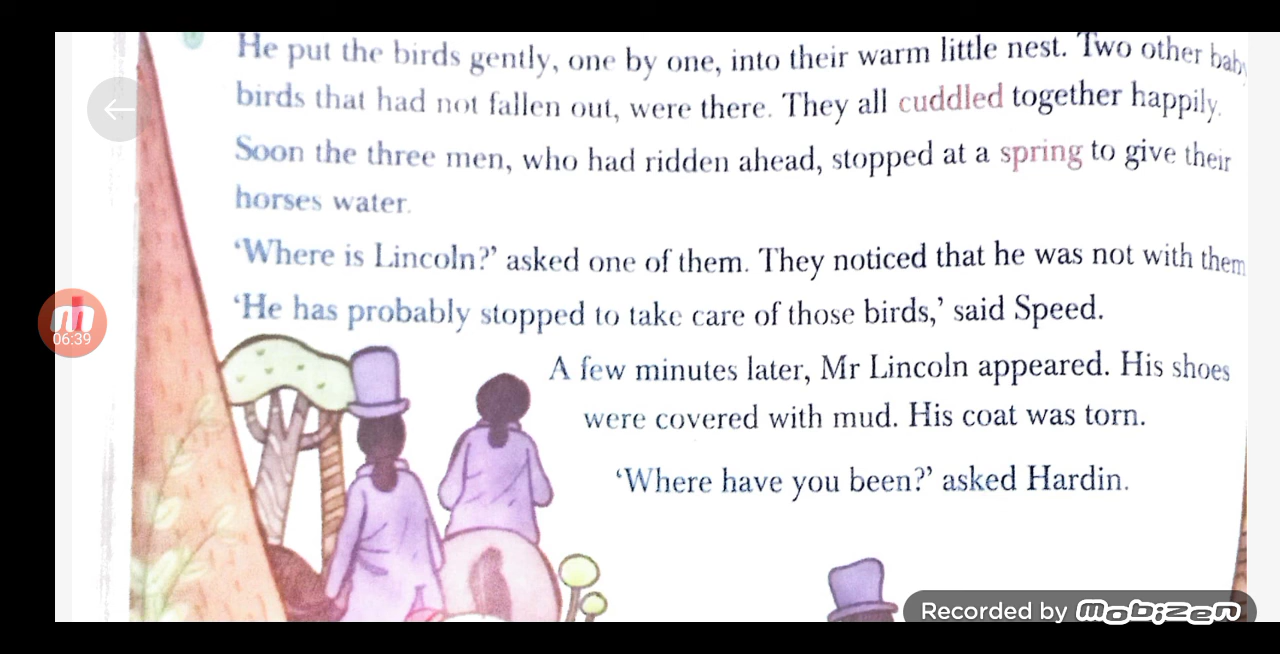 He put the birds gently, one by one, into their warm little nest. Two other baby
birds that had not fallen out, were there. They all cuddled together happily.
Soon the three men, who had ridden ahead, stopped at a spring to give their
horses water.
‘Where is Lincoln?’ asked one of them. They noticed that he was not with them
‘He has probably stopped to take care of those birds,’ said Speed.
A few minutes later, Mr Lincoln appeared. His shoes
were covered with mud. His coat was torn.
‘Where have you been?’ asked Hardin.
06:39
Recorded by mobizen